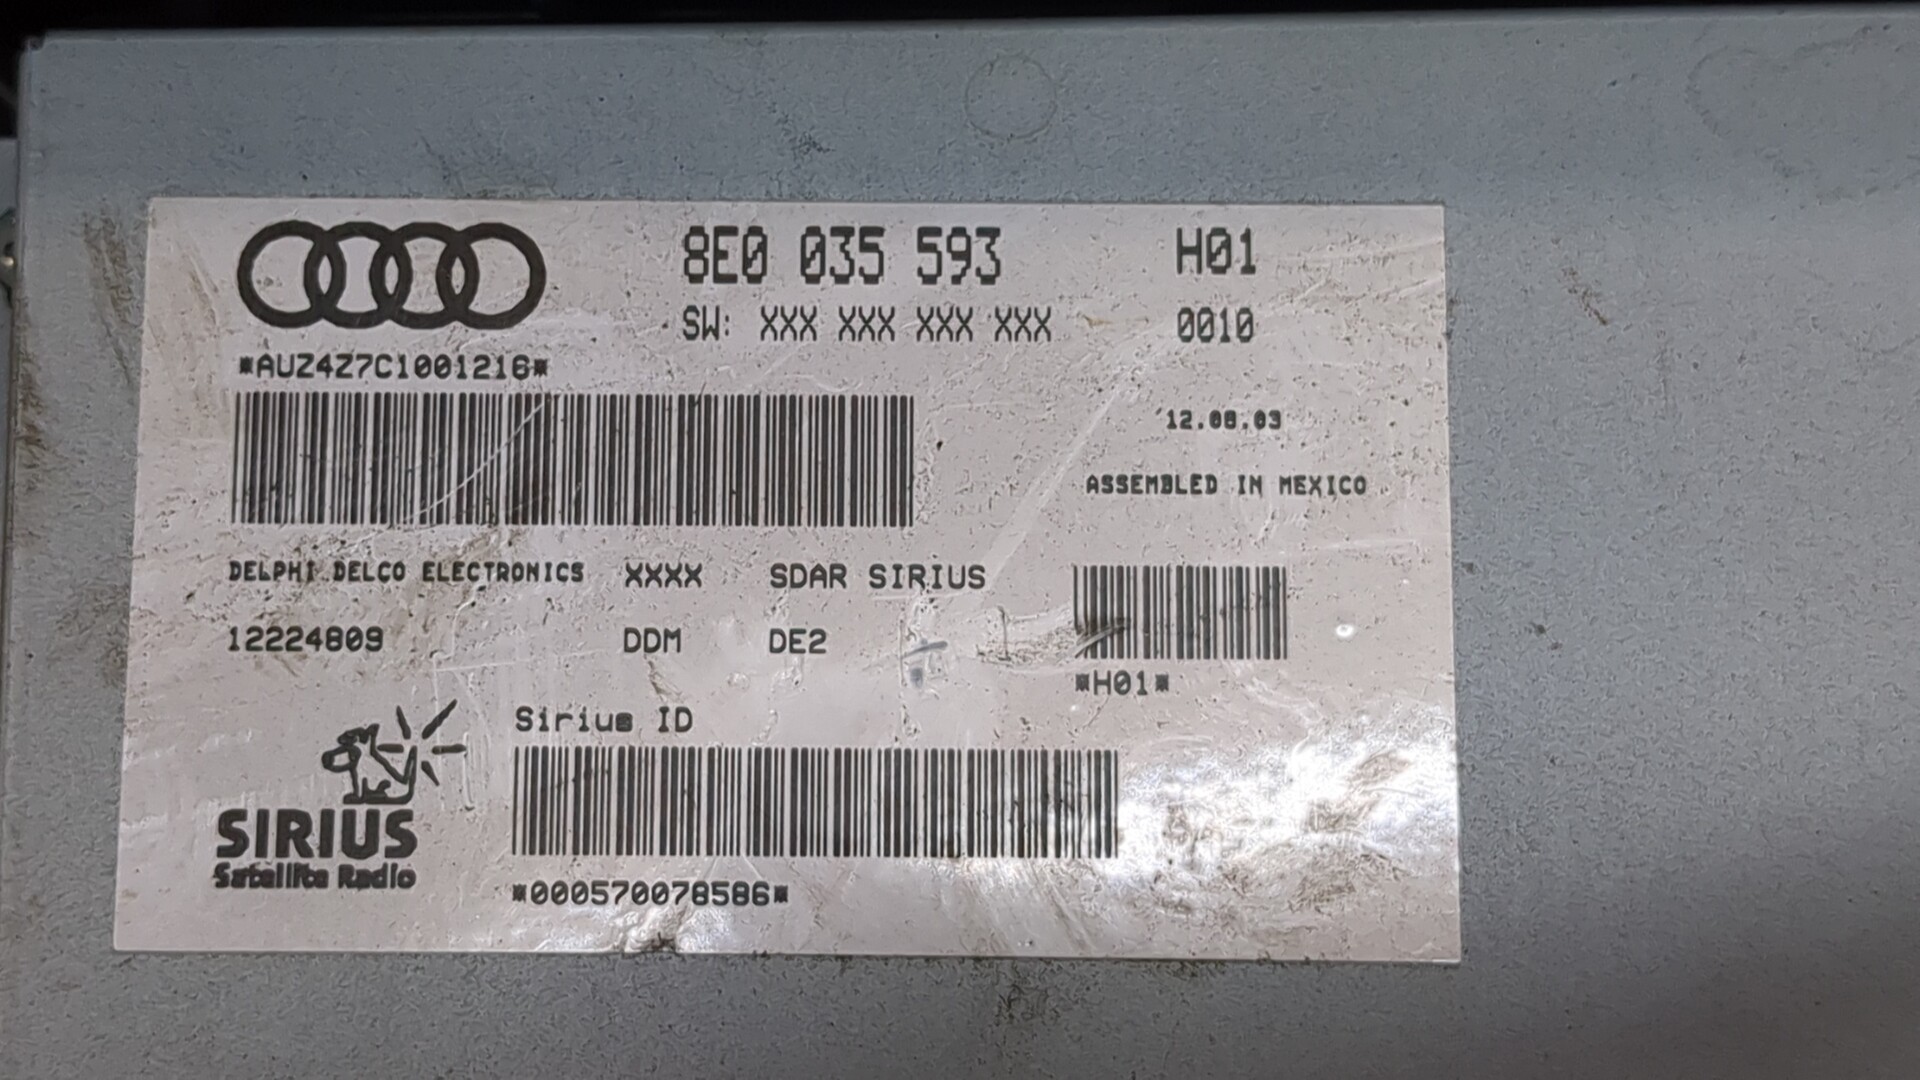 8E0 035 593 H01
SW: XXX XXX XXX XXX 0010
*AUZ4Z7C1001216*
12.08.03
ASSEMBLED IN MEXICO
DELPHI DELCO ELECTRONICS XXXX SDAR SIRIUS
12224809 DDM DE2
*H01*
Sirius ID
SIRIUS
Satellite Radio
*000570078586*